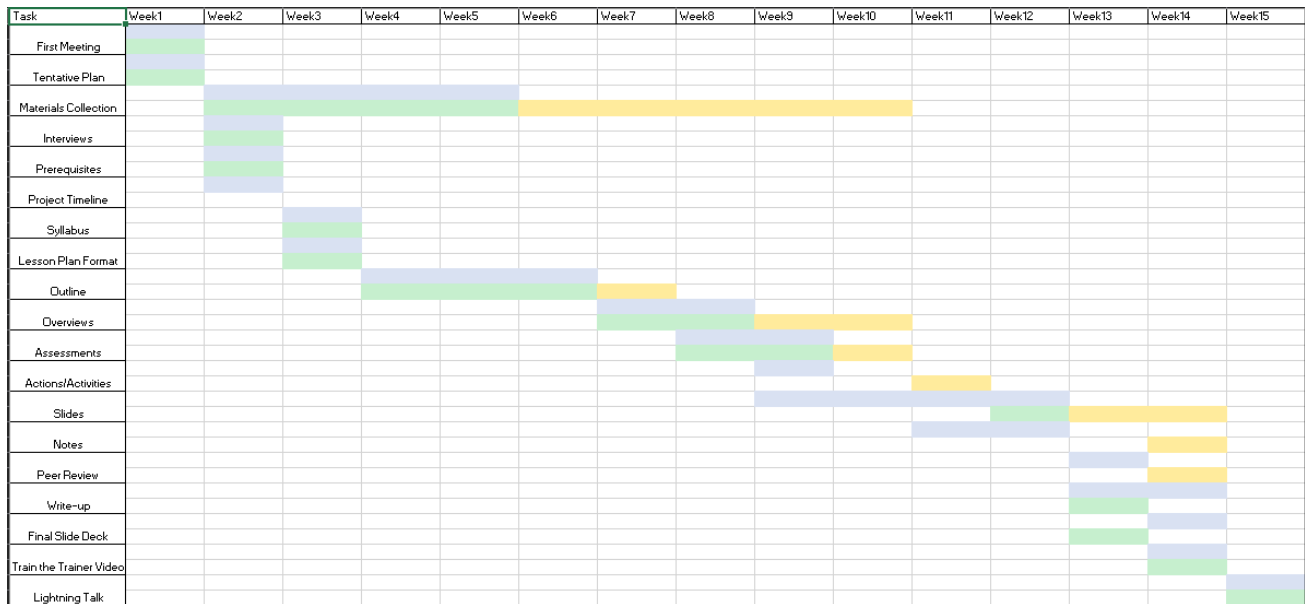 Task Week1 Week2 Week3 Week4 Week5 Week6 Week7 Week8 Week9 Week10 Week11 Week12 Week13 Week14 Week15
First Meeting
Tentative Plan
Materials Collection
Interviews
Prerequisites
Project Timeline
Syllabus
Lesson Plan Format
Outline
Overviews
Assessments
Actions/Activities
Slides
Notes
Peer Review
Write-up
Final Slide Deck
Train the Trainer Video
Lightning Talk